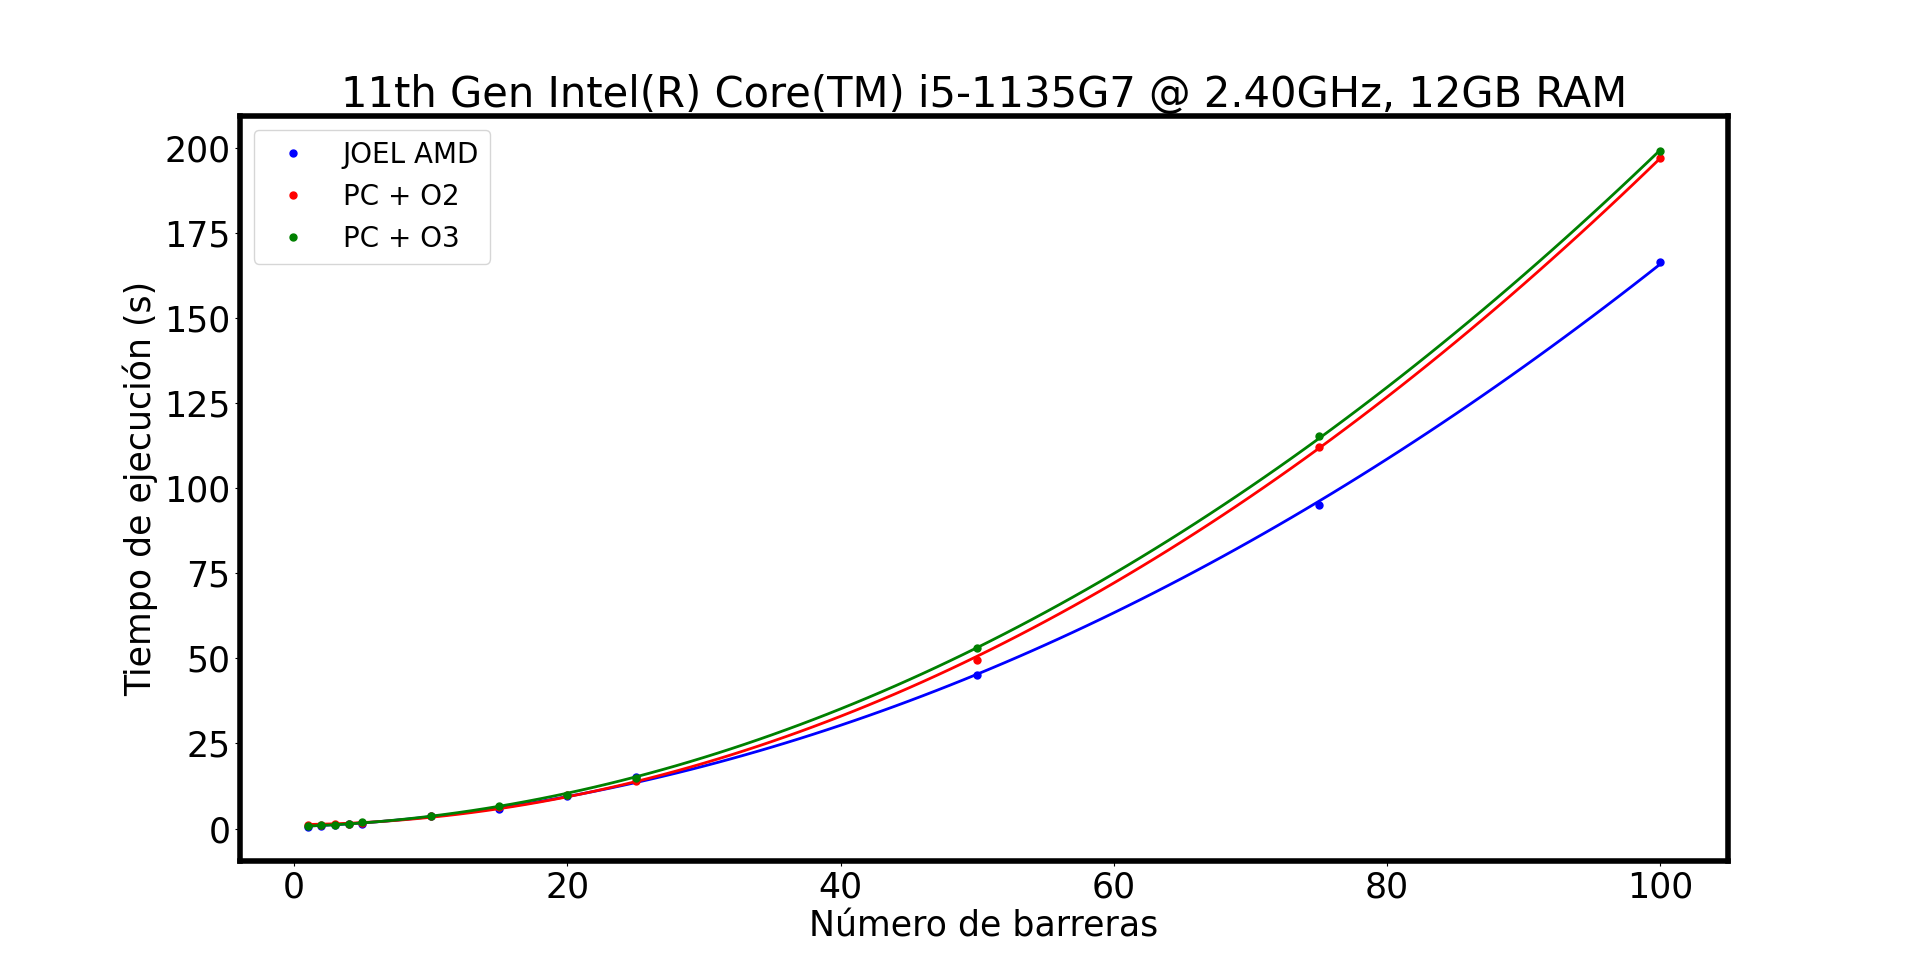 11th Gen Intel(R) Core(TM) i5-1135G7 @ 2.40GHz, 12GB RAM
JOEL AMD
PC + O2
PC + O3
Tiempo de ejecución (s)
200
175
150
125
100
75
50
25
0
0 20 40 60 80 100
Número de barreras